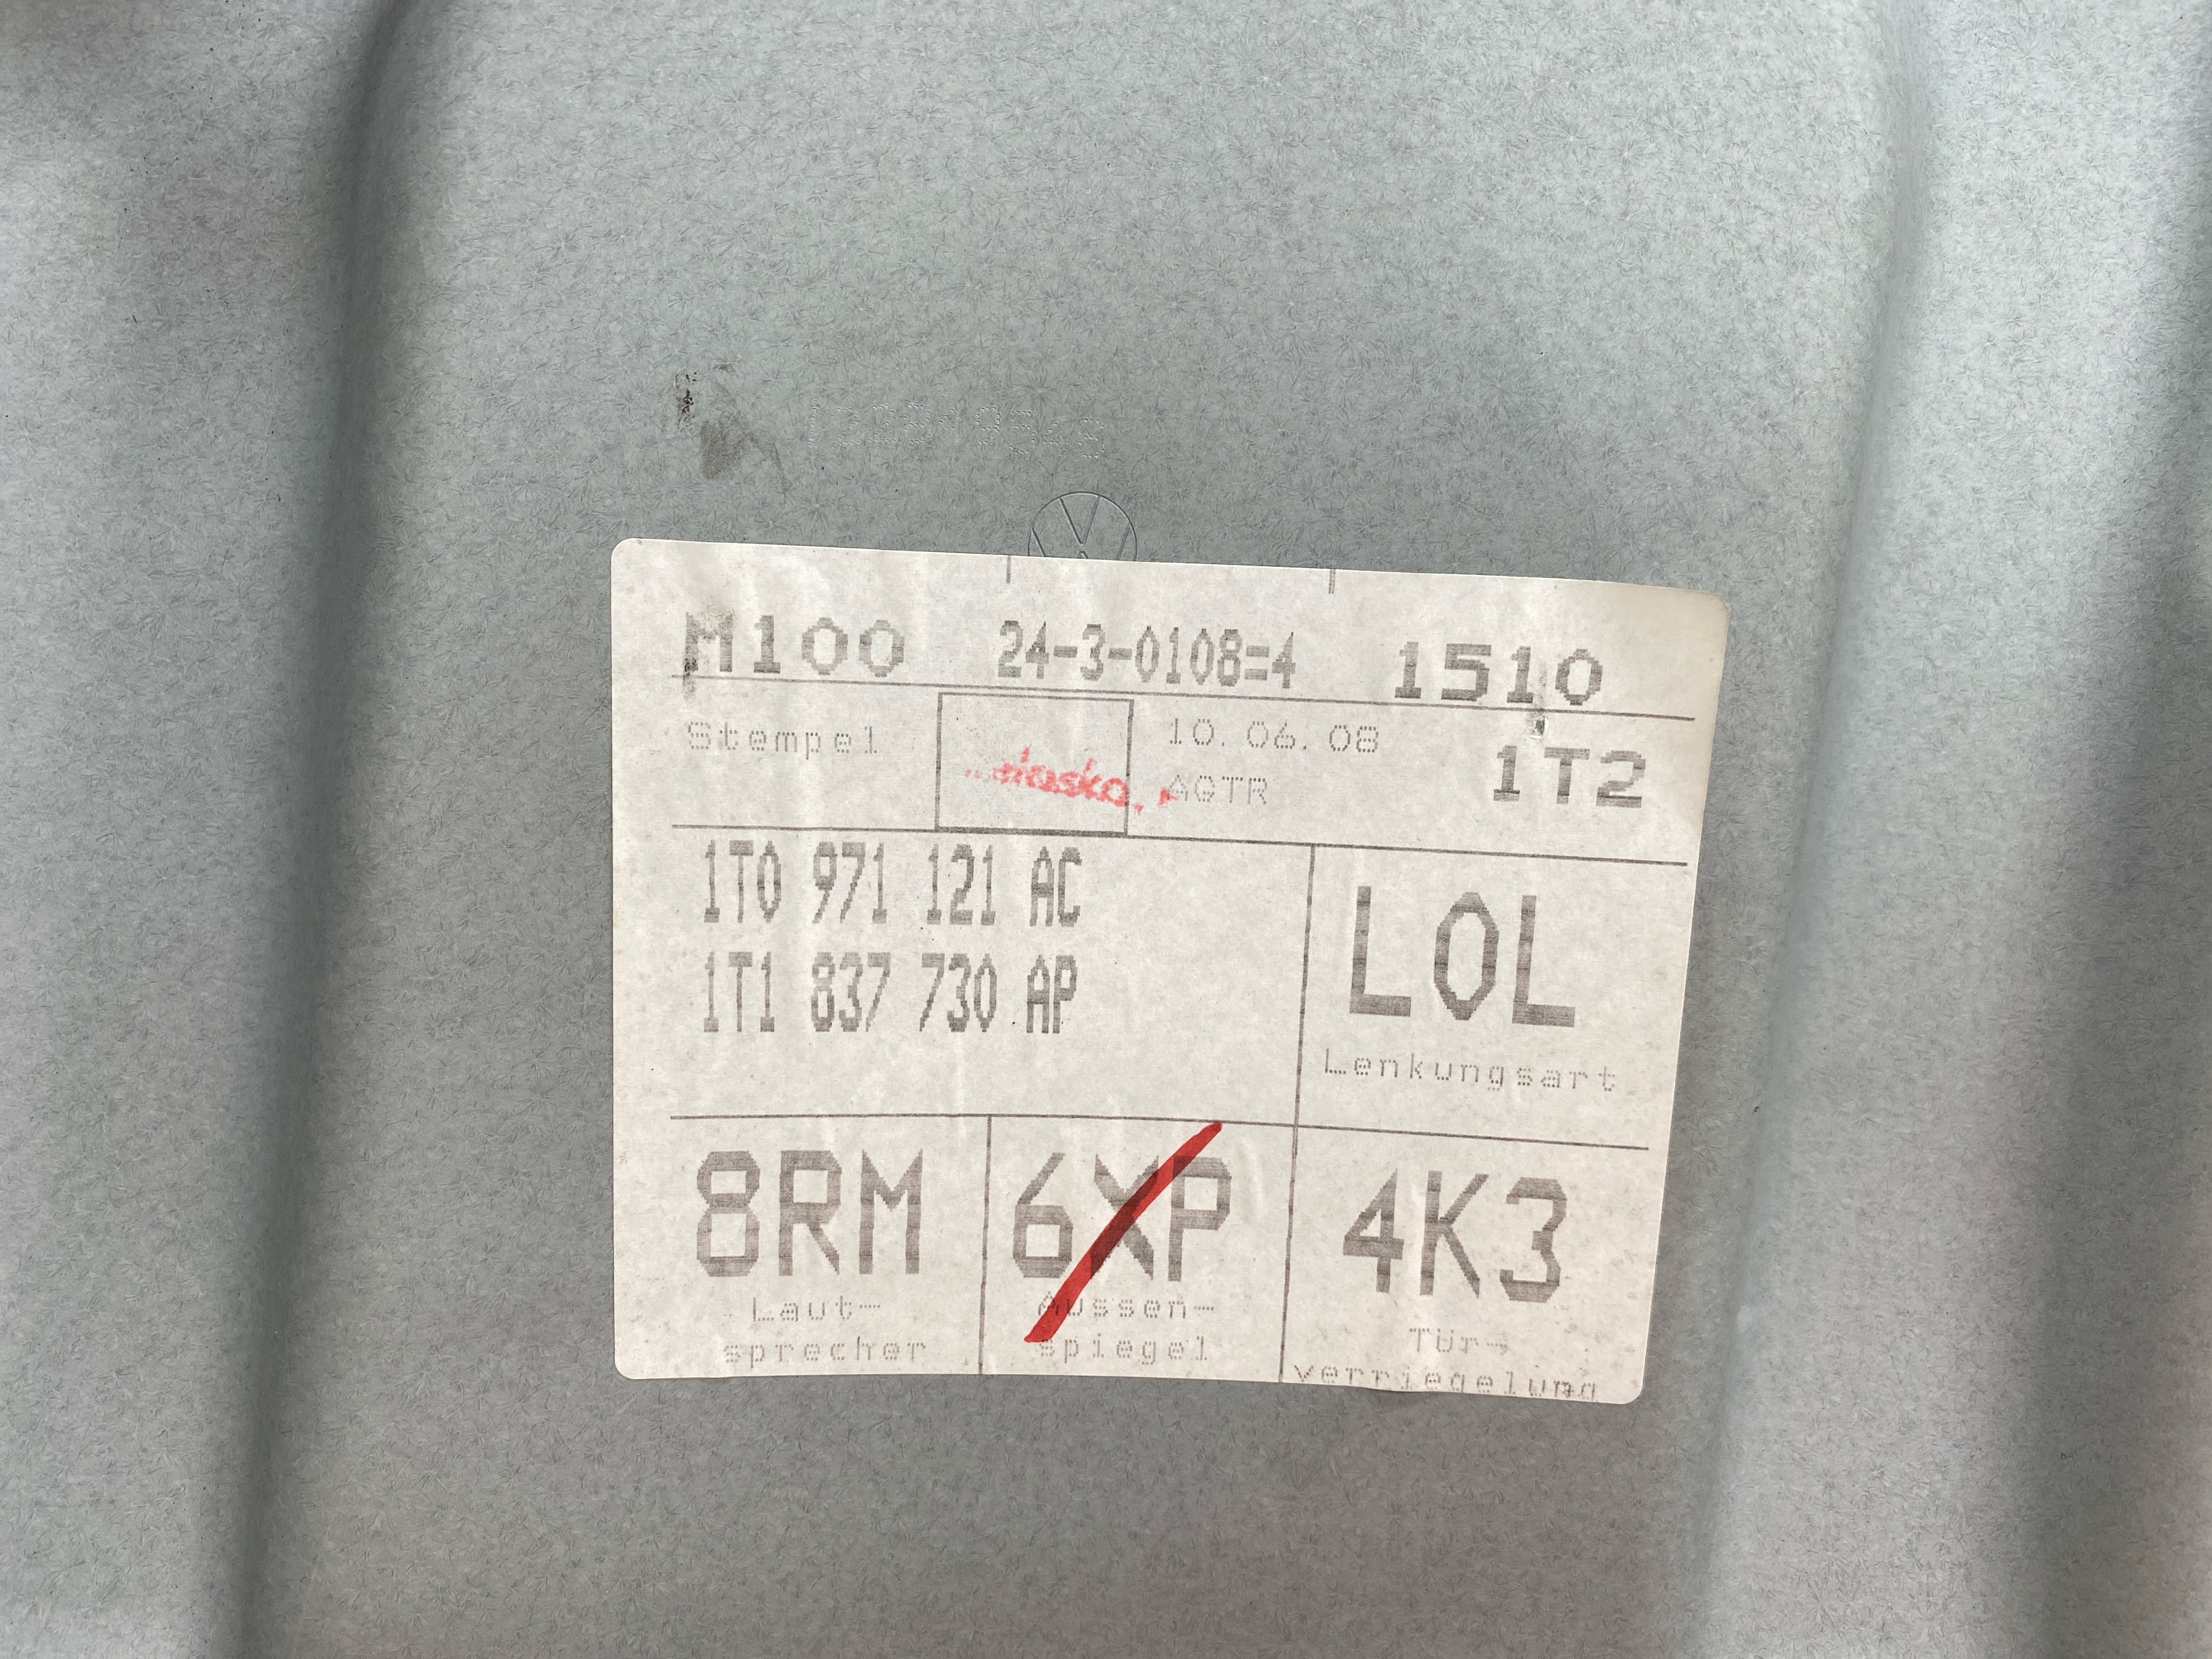 M100 24-3-0108=4 1510
Stempel 10.06.08 1T2
AGTR
1T0 971 121 AC
1T1 837 730 AP
L0L
Lenkungsart
8RM 6XP 4K3
Laut-
sprecher
Aussen-
spiegel
Tür-
verriegelung